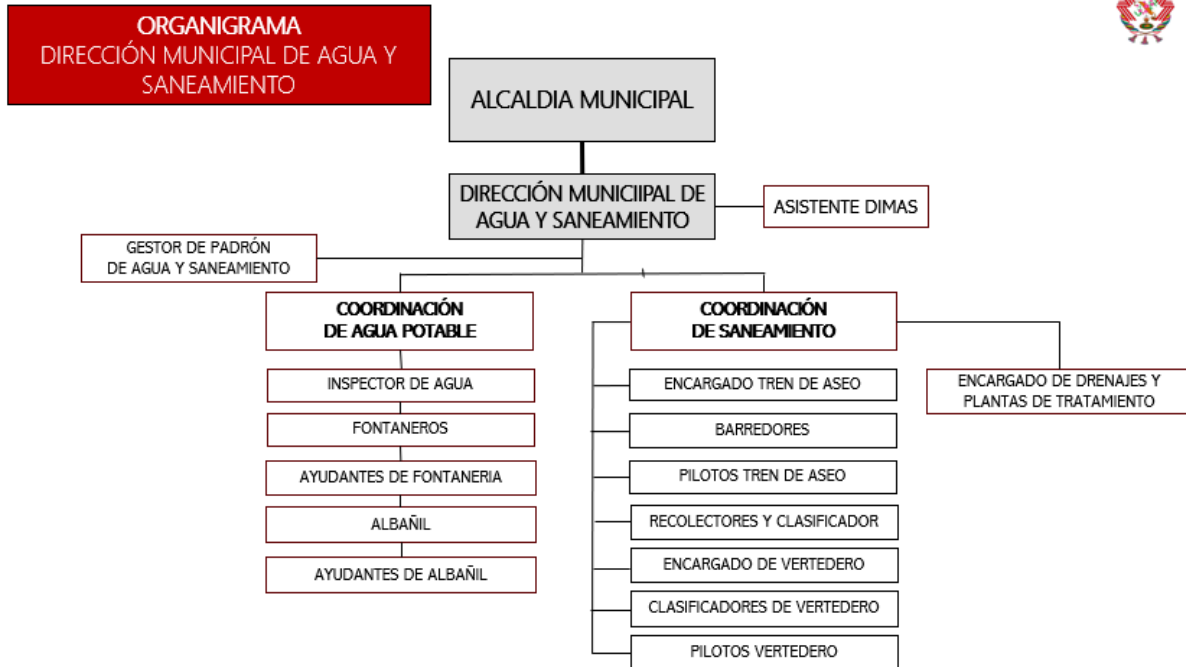 ORGANIGRAMA
DIRECCIÓN MUNICIPAL DE AGUA Y
SANEAMIENTO
ALCALDIA MUNICIPAL
DIRECCIÓN MUNICIIPAL DE
AGUA Y SANEAMIENTO
ASISTENTE DIMAS
GESTOR DE PADRÓN
DE AGUA Y SANEAMIENTO
COORDINACIÓN
DE AGUA POTABLE
INSPECTOR DE AGUA
FONTANEROS
AYUDANTES DE FONTANERIA
ALBAÑIL
AYUDANTES DE ALBAÑIL
COORDINACIÓN
DE SANEAMIENTO
ENCARGADO TREN DE ASEO
BARREDORES
PILOTOS TREN DE ASEO
RECOLECTORES Y CLASIFICADOR
ENCARGADO DE VERTEDERO
CLASIFICADORES DE VERTEDERO
PILOTOS VERTEDERO
ENCARGADO DE DRENAJES Y
PLANTAS DE TRATAMIENTO